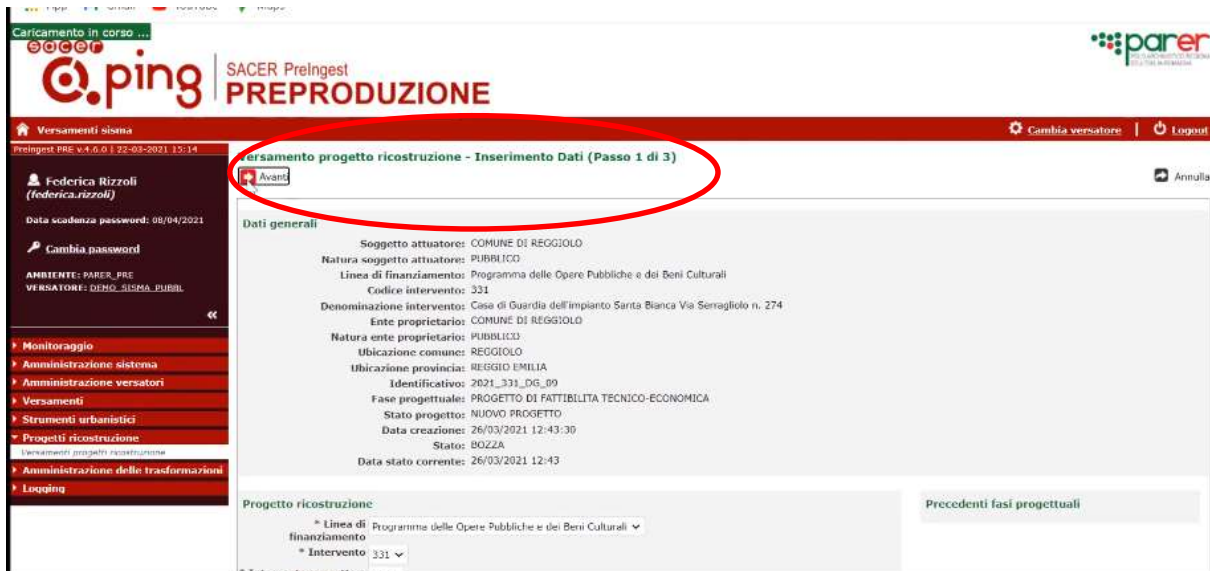 Caricamento in corso ...
sacer
ping
SACER PreIngest
PREPRODUZIONE
parer
Versamenti sisma
Cambia versatore | Logout
PreIngest PRE v.4.6.0 | 22-03-2021 15:14
Federica Rizzoli
(federica.rizzoli)
Data scadenza password: 08/04/2021
Cambia password
AMBIENTE: PARER_PRE
VERSATORE: DEMO_SISMA_PUBBL
«
Monitoraggio
Amministrazione sistema
Amministrazione versatori
Versamenti
Strumenti urbanistici
Progetti ricostruzione
Versamenti progetti ricostruzione
Amministrazione delle trasformazioni
Logging
Versamento progetto ricostruzione - Inserimento Dati (Passo 1 di 3)
Avanti
Annulla
Dati generali
Soggetto attuatore: COMUNE DI REGGIOLO
Natura soggetto attuatore: PUBBLICO
Linea di finanziamento: Programma delle Opere Pubbliche e dei Beni Culturali
Codice intervento: 331
Denominazione intervento: Casa di Guardia dell'impianto Santa Bianca Via Serragliolo n. 274
Ente proprietario: COMUNE DI REGGIOLO
Natura ente proprietario: PUBBLICO
Ubicazione comune: REGGIOLO
Ubicazione provincia: REGGIO EMILIA
Identificativo: 2021_331_DG_09
Fase progettuale: PROGETTO DI FATTIBILITA TECNICO-ECONOMICA
Stato progetto: NUOVO PROGETTO
Data creazione: 26/03/2021 12:43:30
Stato: BOZZA
Data stato corrente: 26/03/2021 12:43
Progetto ricostruzione
* Linea di finanziamento Programma delle Opere Pubbliche e dei Beni Culturali
* Intervento 331
Precedenti fasi progettuali